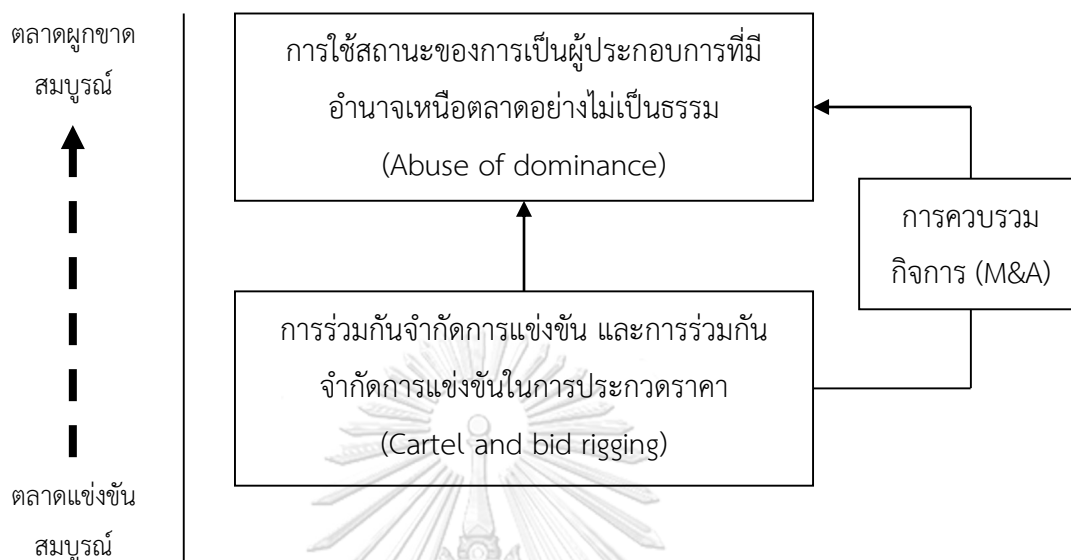 ตลาดผูกขาด
สมบูรณ์
การใช้สถานะของการเป็นผู้ประกอบการที่มี
อำนาจเหนือตลาดอย่างไม่เป็นธรรม
(Abuse of dominance)
การควบรวม
กิจการ (M&A)
การร่วมกันจำกัดการแข่งขัน และการร่วมกัน
จำกัดการแข่งขันในการประกวดราคา
(Cartel and bid rigging)
ตลาดแข่งขัน
สมบูรณ์